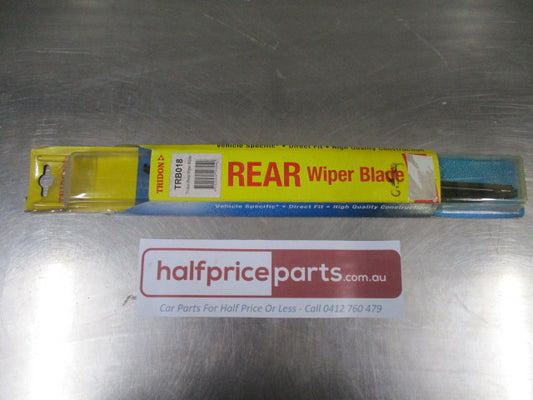 Vehicle Specific* • Direct Fit • High Quality Construction
TRIDON
TRB018
REAR Wiper Blade
Vehicle Specific* • Direct Fit • High Quality Construction
halfpriceparts.com.au
Car Parts For Half Price Or Less - Call 0412 760 479